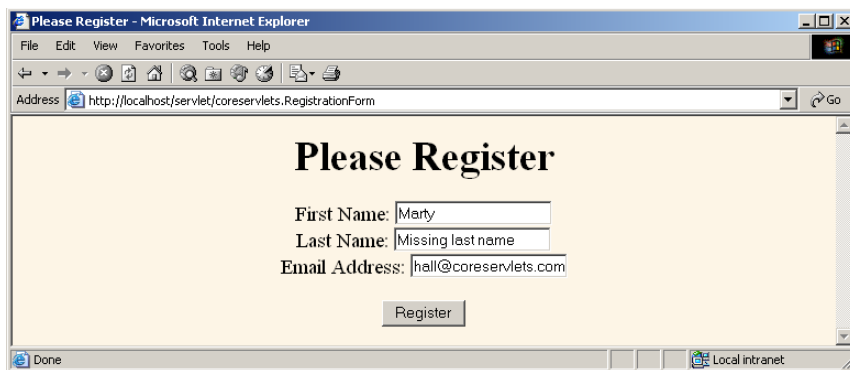 Please Register - Microsoft Internet Explorer
File Edit View Favorites Tools Help
Address http://localhost/servlet/coreservlets.RegistrationForm Go
Please Register
First Name: Marty
Last Name: Missing last name
Email Address: hall@coreservlets.com
Register
Done Local intranet